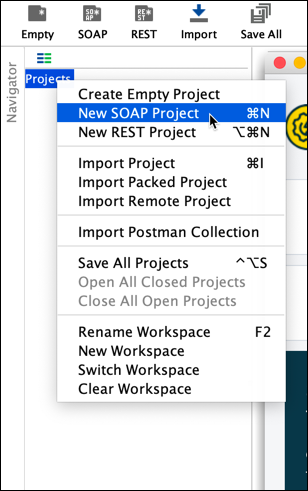 Empty SOAP REST Import Save All
Navigator
Projects
Create Empty Project
New SOAP Project ⌘N
New REST Project ⌥⌘N
Import Project ⌘I
Import Packed Project
Import Remote Project
Import Postman Collection
Save All Projects ^⌥S
Open All Closed Projects
Close All Open Projects
Rename Workspace F2
New Workspace
Switch Workspace
Clear Workspace